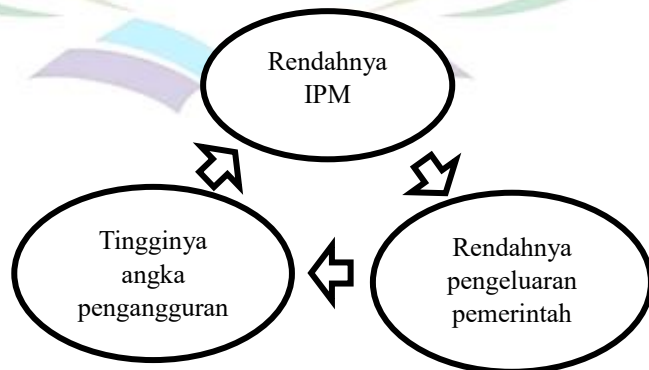 Rendahnya
IPM
Tingginya
angka
pengangguran
Rendahnya
pengeluaran
pemerintah